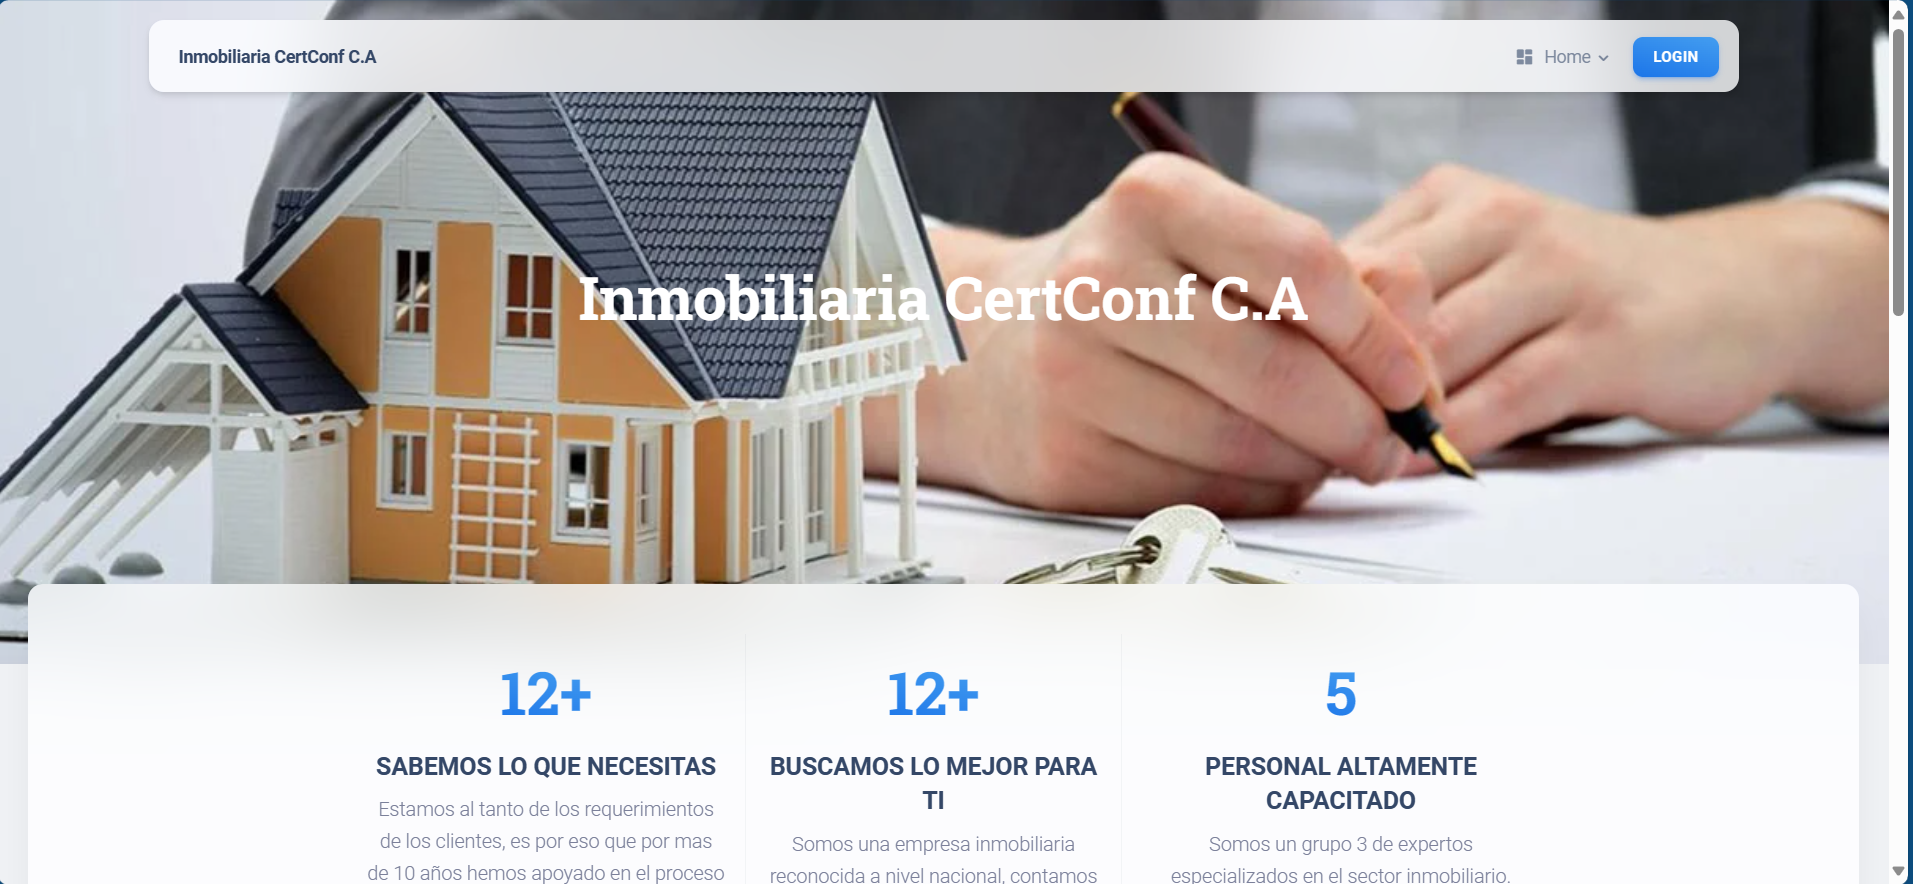 Inmobiliaria CertConf C.A
Home
LOGIN
Inmobiliaria CertConf C.A
12+
SABEMOS LO QUE NECESITAS
Estamos al tanto de los requerimientos
de los clientes, es por eso que por mas
de 10 años hemos apoyado en el proceso
12+
BUSCAMOS LO MEJOR PARA
TI
Somos una empresa inmobiliaria
reconocida a nivel nacional, contamos
5
PERSONAL ALTAMENTE
CAPACITADO
Somos un grupo 3 de expertos
especializados en el sector inmobiliario.